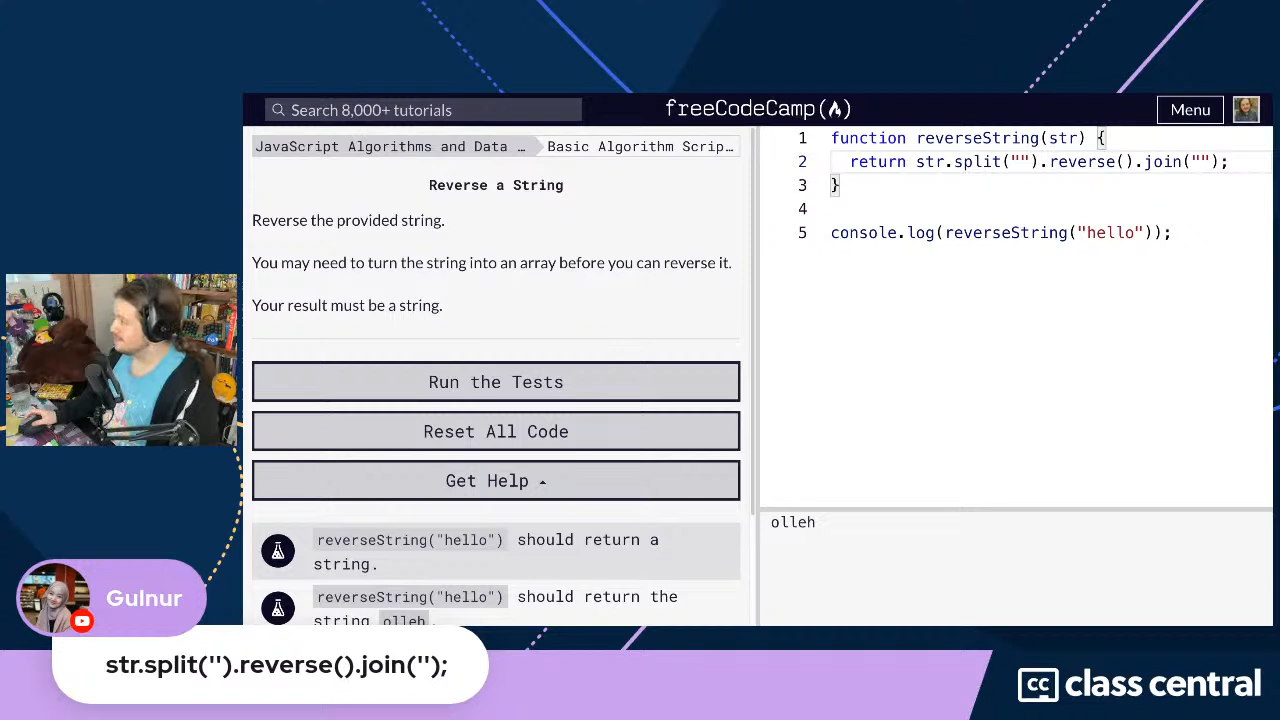 Search 8,000+ tutorials
freeCodeCamp
Menu
JavaScript Algorithms and Data …
Basic Algorithm Scrip…
Reverse a String
Reverse the provided string.
You may need to turn the string into an array before you can reverse it.
Your result must be a string.
Run the Tests
Reset All Code
Get Help
reverseString("hello") should return a
string.
reverseString("hello") should return the
string olleh.
1 function reverseString(str) {
2 return str.split("").reverse().join("");
3 }
4
5 console.log(reverseString("hello"));
olleh
Gulnur
str.split('').reverse().join('');
cc class central